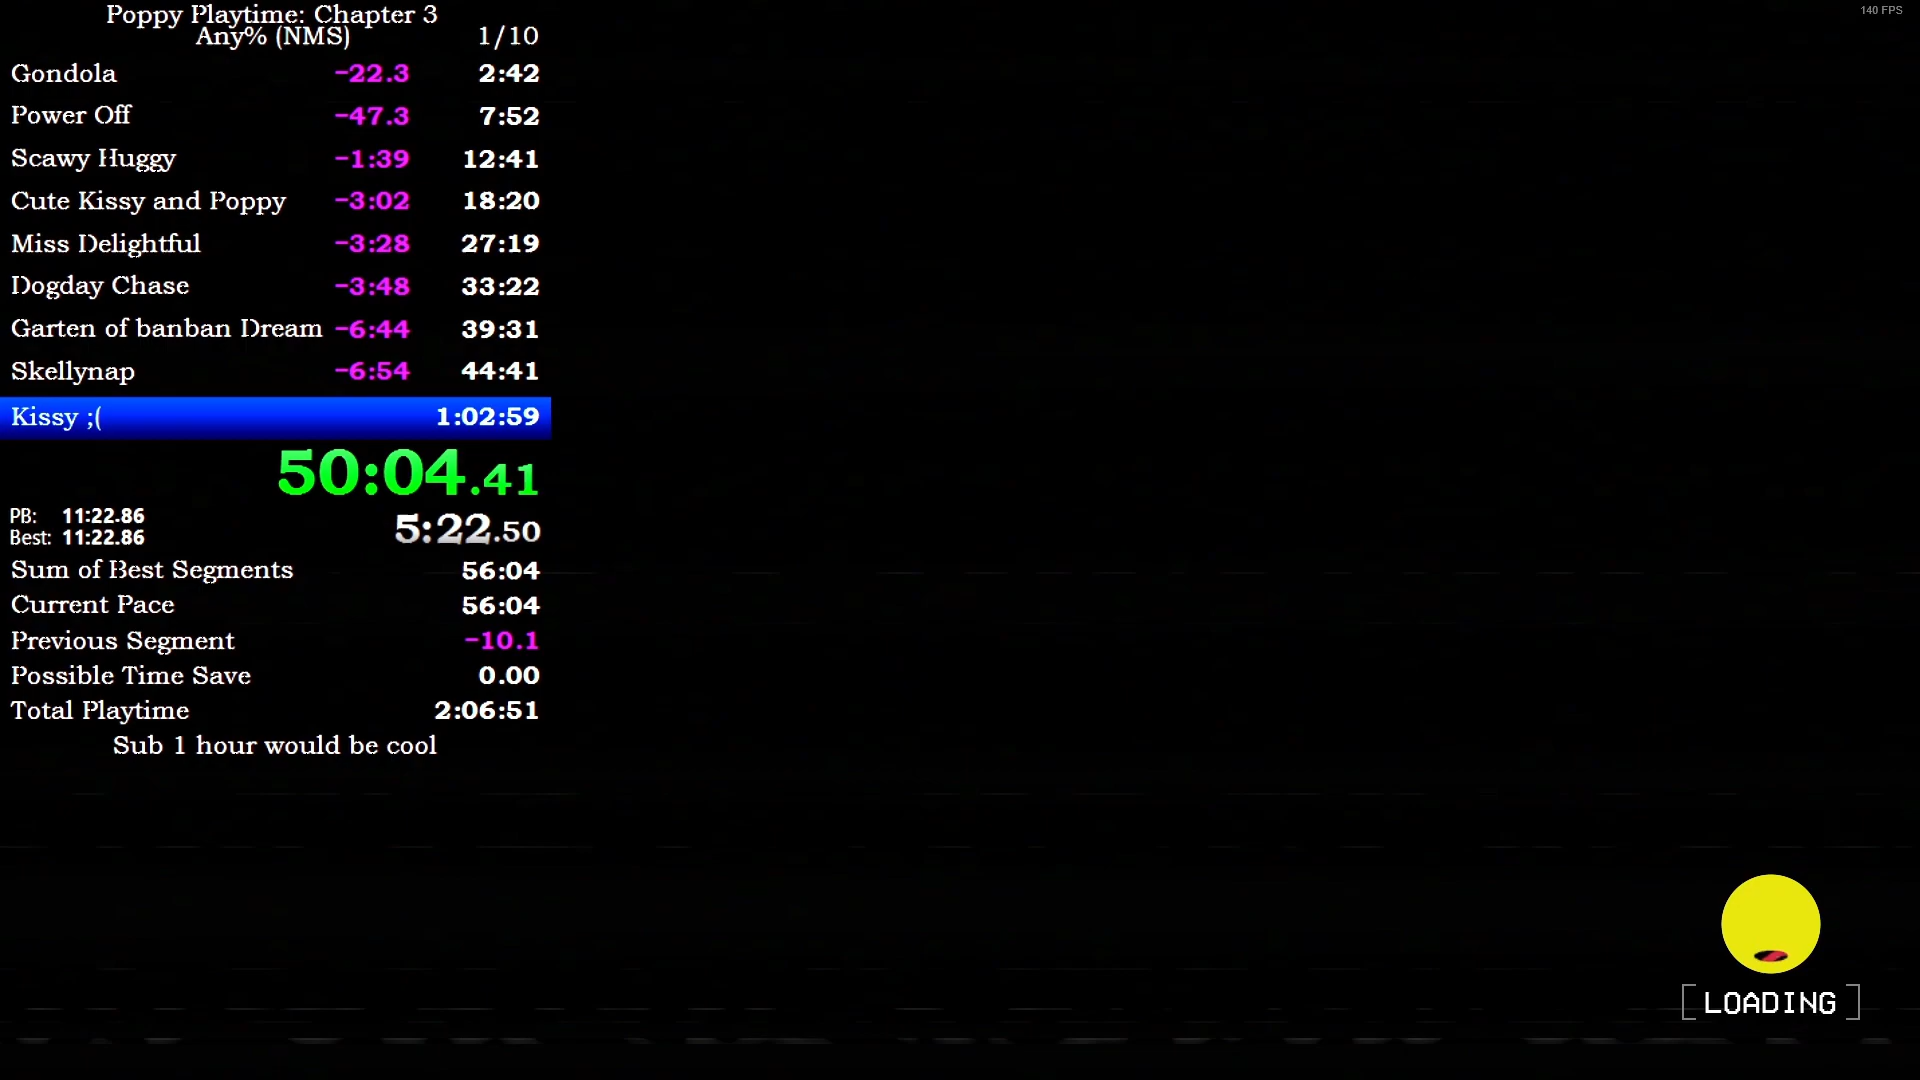 Poppy Playtime: Chapter 3
Any% (NMS) 1/10
140 FPS
Gondola -22.3 2:42
Power Off -47.3 7:52
Scawy Huggy -1:39 12:41
Cute Kissy and Poppy -3:02 18:20
Miss Delightful -3:28 27:19
Dogday Chase -3:48 33:22
Garten of banban Dream -6:44 39:31
Skellynap -6:54 44:41
Kissy ;( 1:02:59
50:04.41
PB: 11:22.86
Best: 11:22.86
5:22.50
Sum of Best Segments 56:04
Current Pace 56:04
Previous Segment -10.1
Possible Time Save 0.00
Total Playtime 2:06:51
Sub 1 hour would be cool
[LOADING]